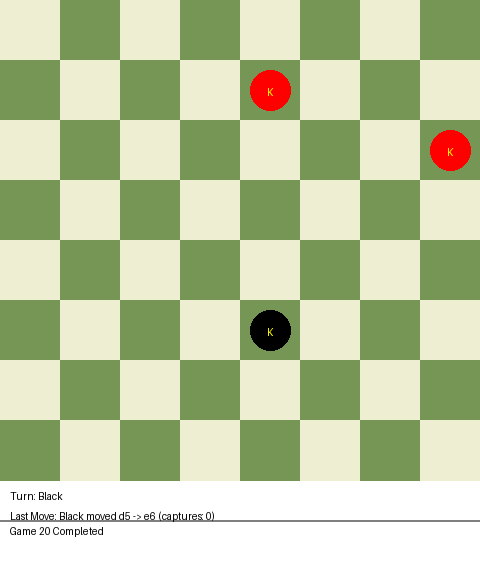 K
K
K
Turn: Black
Last Move: Black moved d5 -> e6 (captures: 0)
Game 20 Completed